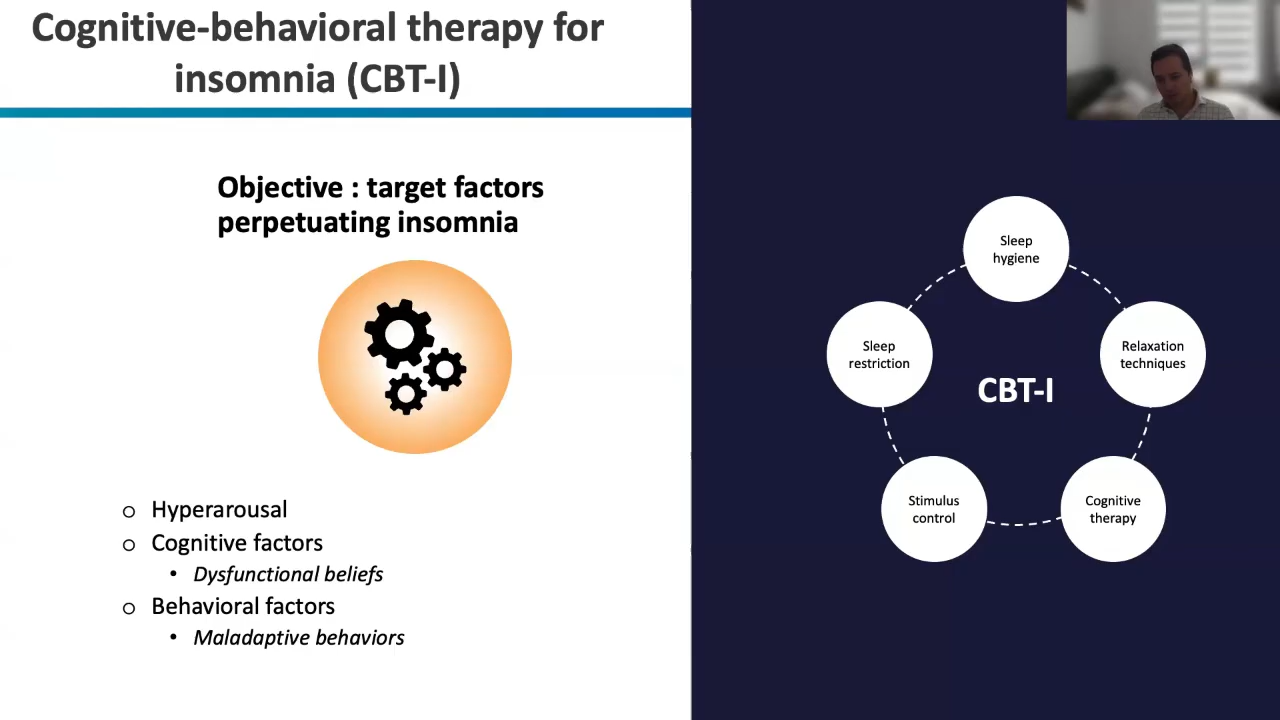 Cognitive-behavioral therapy for
insomnia (CBT-I)
Objective : target factors
perpetuating insomnia
o Hyperarousal
o Cognitive factors
• Dysfunctional beliefs
o Behavioral factors
• Maladaptive behaviors
Sleep
hygiene
Sleep
restriction
Relaxation
techniques
CBT-I
Stimulus
control
Cognitive
therapy